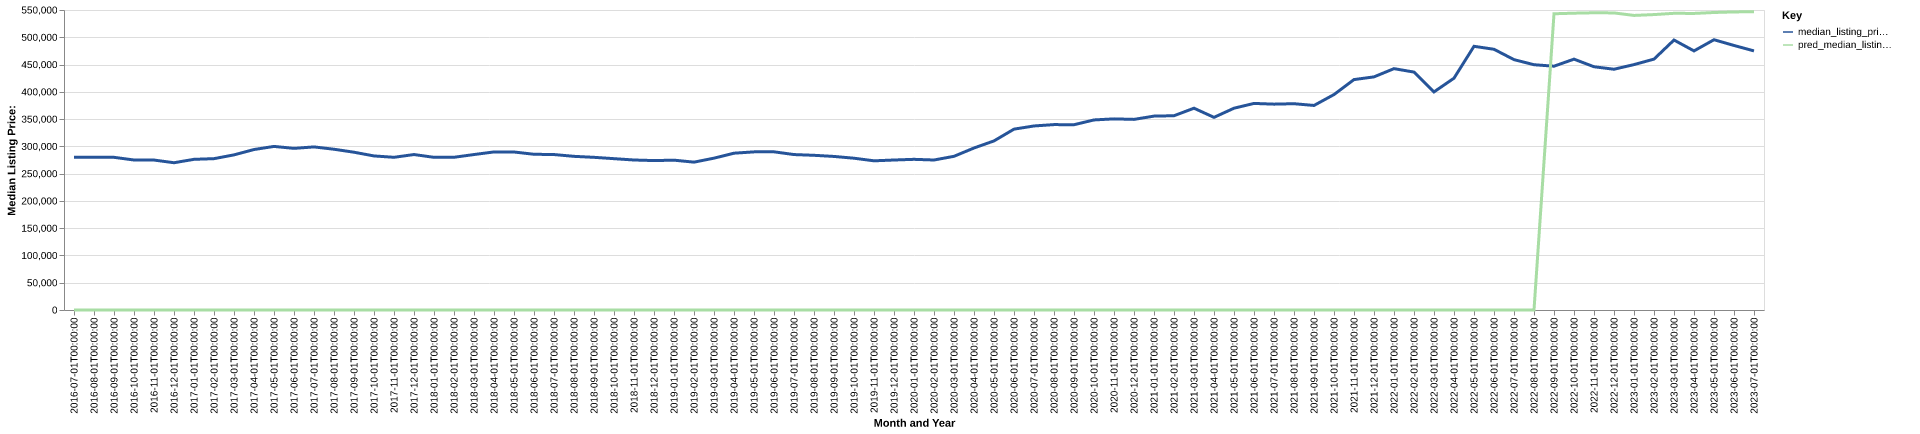 550,000
500,000
450,000
400,000
350,000
300,000
250,000
200,000
150,000
100,000
50,000
0
Median Listing Price:
2016-07-01T00:00:00
2016-08-01T00:00:00
2016-09-01T00:00:00
2016-10-01T00:00:00
2016-11-01T00:00:00
2016-12-01T00:00:00
2017-01-01T00:00:00
2017-02-01T00:00:00
2017-03-01T00:00:00
2017-04-01T00:00:00
2017-05-01T00:00:00
2017-06-01T00:00:00
2017-07-01T00:00:00
2017-08-01T00:00:00
2017-09-01T00:00:00
2017-10-01T00:00:00
2017-11-01T00:00:00
2017-12-01T00:00:00
2018-01-01T00:00:00
2018-02-01T00:00:00
2018-03-01T00:00:00
2018-04-01T00:00:00
2018-05-01T00:00:00
2018-06-01T00:00:00
2018-07-01T00:00:00
2018-08-01T00:00:00
2018-09-01T00:00:00
2018-10-01T00:00:00
2018-11-01T00:00:00
2018-12-01T00:00:00
2019-01-01T00:00:00
2019-02-01T00:00:00
2019-03-01T00:00:00
2019-04-01T00:00:00
2019-05-01T00:00:00
2019-06-01T00:00:00
2019-07-01T00:00:00
2019-08-01T00:00:00
2019-09-01T00:00:00
2019-10-01T00:00:00
2019-11-01T00:00:00
2019-12-01T00:00:00
2020-01-01T00:00:00
2020-02-01T00:00:00
2020-03-01T00:00:00
2020-04-01T00:00:00
2020-05-01T00:00:00
2020-06-01T00:00:00
2020-07-01T00:00:00
2020-08-01T00:00:00
2020-09-01T00:00:00
2020-10-01T00:00:00
2020-11-01T00:00:00
2020-12-01T00:00:00
2021-01-01T00:00:00
2021-02-01T00:00:00
2021-03-01T00:00:00
2021-04-01T00:00:00
2021-05-01T00:00:00
2021-06-01T00:00:00
2021-07-01T00:00:00
2021-08-01T00:00:00
2021-09-01T00:00:00
2021-10-01T00:00:00
2021-11-01T00:00:00
2021-12-01T00:00:00
2022-01-01T00:00:00
2022-02-01T00:00:00
2022-03-01T00:00:00
2022-04-01T00:00:00
2022-05-01T00:00:00
2022-06-01T00:00:00
2022-07-01T00:00:00
2022-08-01T00:00:00
2022-09-01T00:00:00
2022-10-01T00:00:00
2022-11-01T00:00:00
2022-12-01T00:00:00
2023-01-01T00:00:00
2023-02-01T00:00:00
2023-03-01T00:00:00
2023-04-01T00:00:00
2023-05-01T00:00:00
2023-06-01T00:00:00
2023-07-01T00:00:00
Month and Year
Key
median_listing_pri…
pred_median_listin…